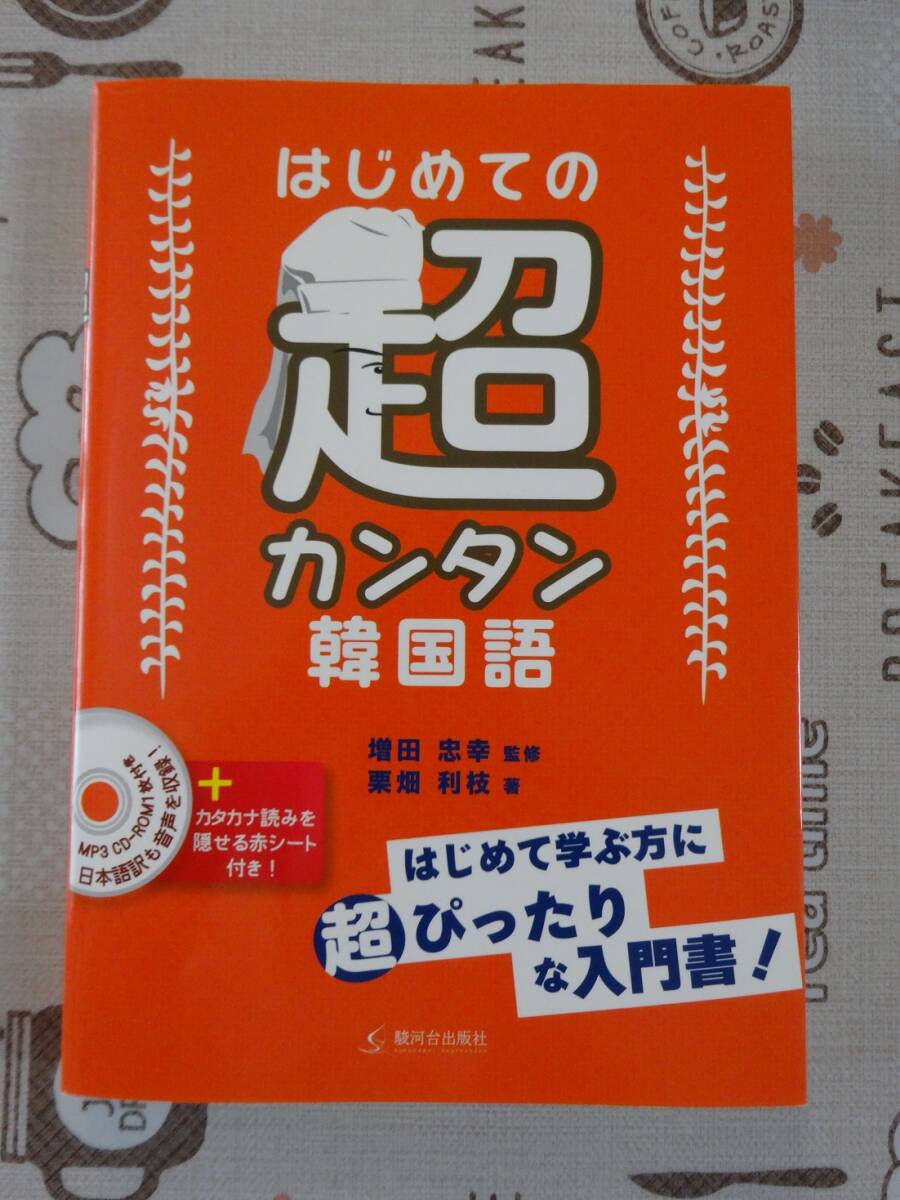 はじめての
超
カンタン
韓国語
増田 忠幸 監修
栗畑 利枝 著
MP3 CD-ROM1枚付き
日本語訳も音声を収録!
+
カタカナ読みを
隠せる赤シート
付き!
はじめて学ぶ方に
超ぴったり
な入門書!
駿河台出版社
BREAKFAST
Tea time
ROAST